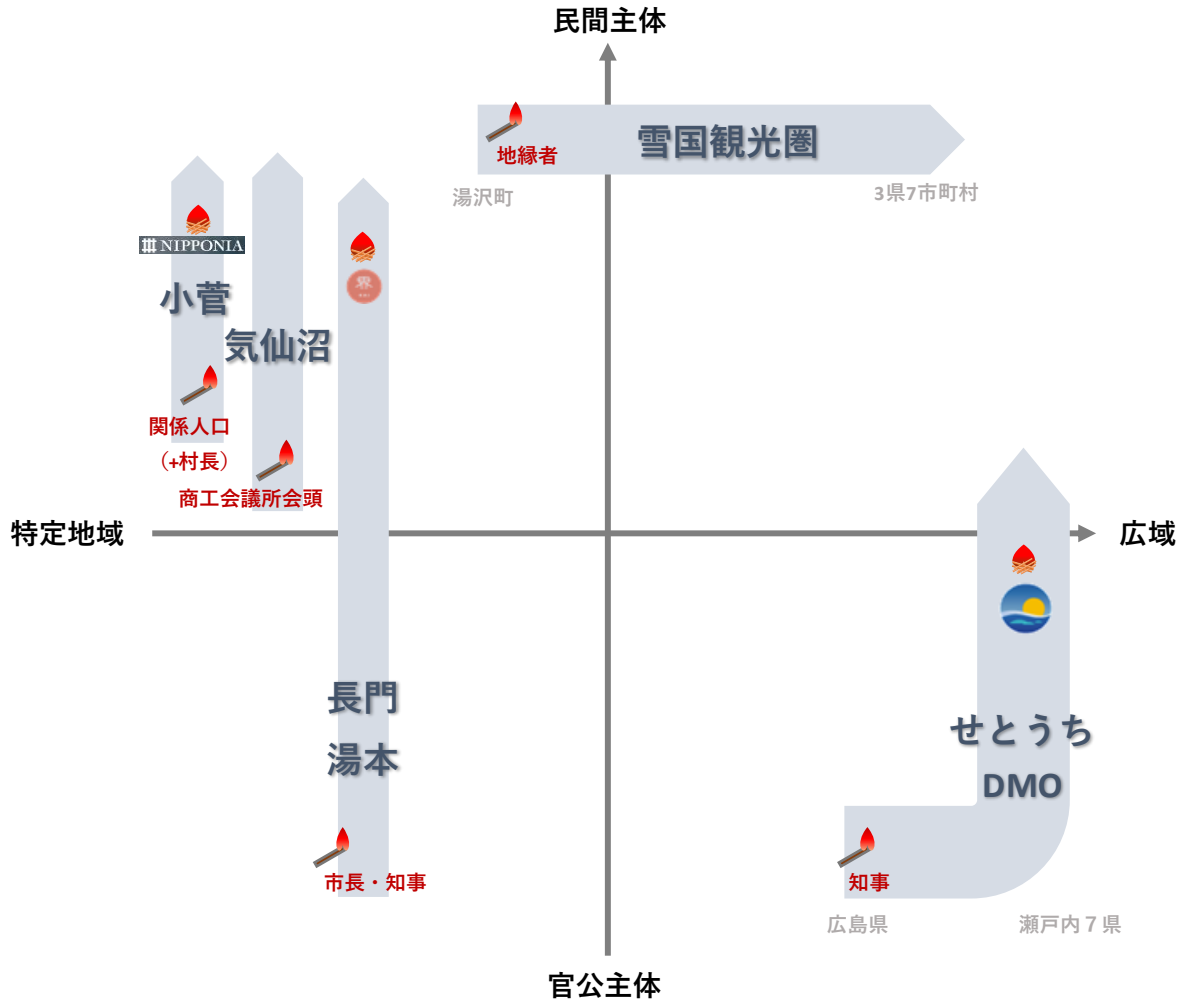 民間主体
地縁者
雪国観光圏
湯沢町
3県7市町村
NIPPONIA
小菅
気仙沼
界
関係人口
（+村長）
商工会議所会頭
特定地域
広域
長門
湯本
せとうち
DMO
市長・知事
知事
広島県
瀬戸内７県
官公主体